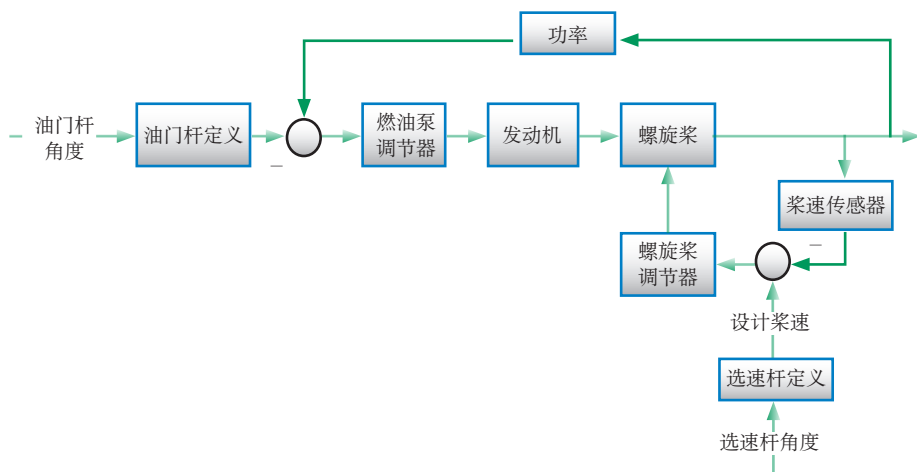 功率
油门杆
角度
油门杆定义
燃油泵
调节器
发动机
螺旋桨
桨速传感器
螺旋桨
调节器
设计桨速
选速杆定义
选速杆角度